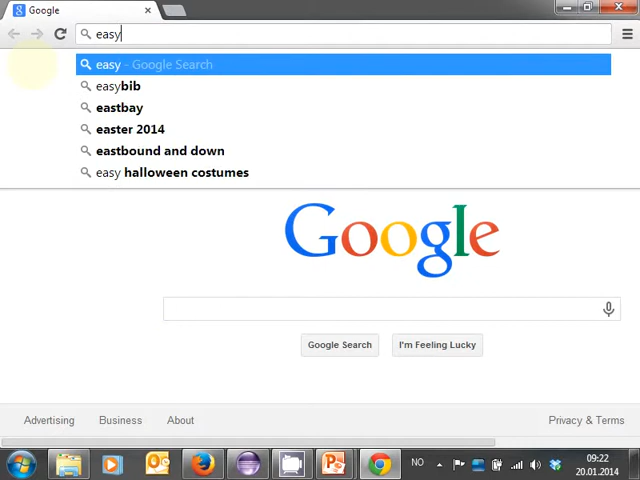 Google
easy
easy - Google Search
easybib
eastbay
easter 2014
eastbound and down
easy halloween costumes
Google
Google Search
I'm Feeling Lucky
Advertising
Business
About
Privacy & Terms
NO
09:22
20.01.2014